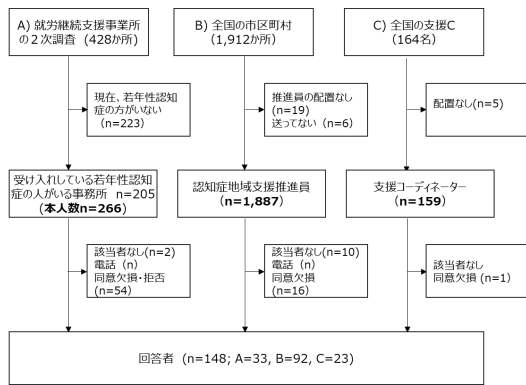 A) 就労継続支援事業所
の２次調査 (428か所)
B) 全国の市区町村
(1,912か所)
C) 全国の支援C
(164名)
現在、若年性認知
症の方がいない
(n=223)
推進員の配置なし
(n=19)
送ってない (n=6)
配置なし(n=5)
受け入れしている若年性認知
症の人がいる事務所 n=205
(本人数n=266)
認知症地域支援推進員
(n=1,887)
支援コーディネーター
(n=159)
該当者なし(n=2)
電話 (n)
同意欠損・拒否
(n=54)
該当者なし(n=10)
電話 (n)
同意欠損
(n=16)
該当者なし
同意欠損 (n=1)
回答者 (n=148; A=33, B=92, C=23)